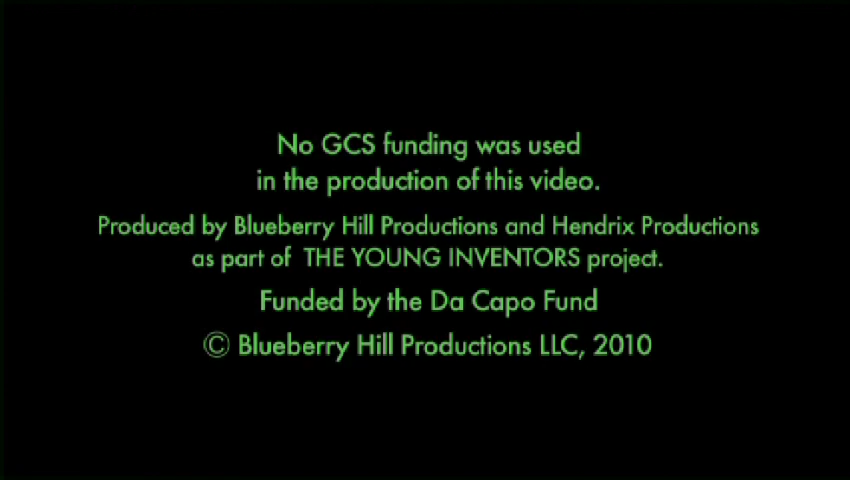 No GCS funding was used
in the production of this video.
Produced by Blueberry Hill Productions and Hendrix Productions
as part of THE YOUNG INVENTORS project.
Funded by the Da Capo Fund
© Blueberry Hill Productions LLC, 2010